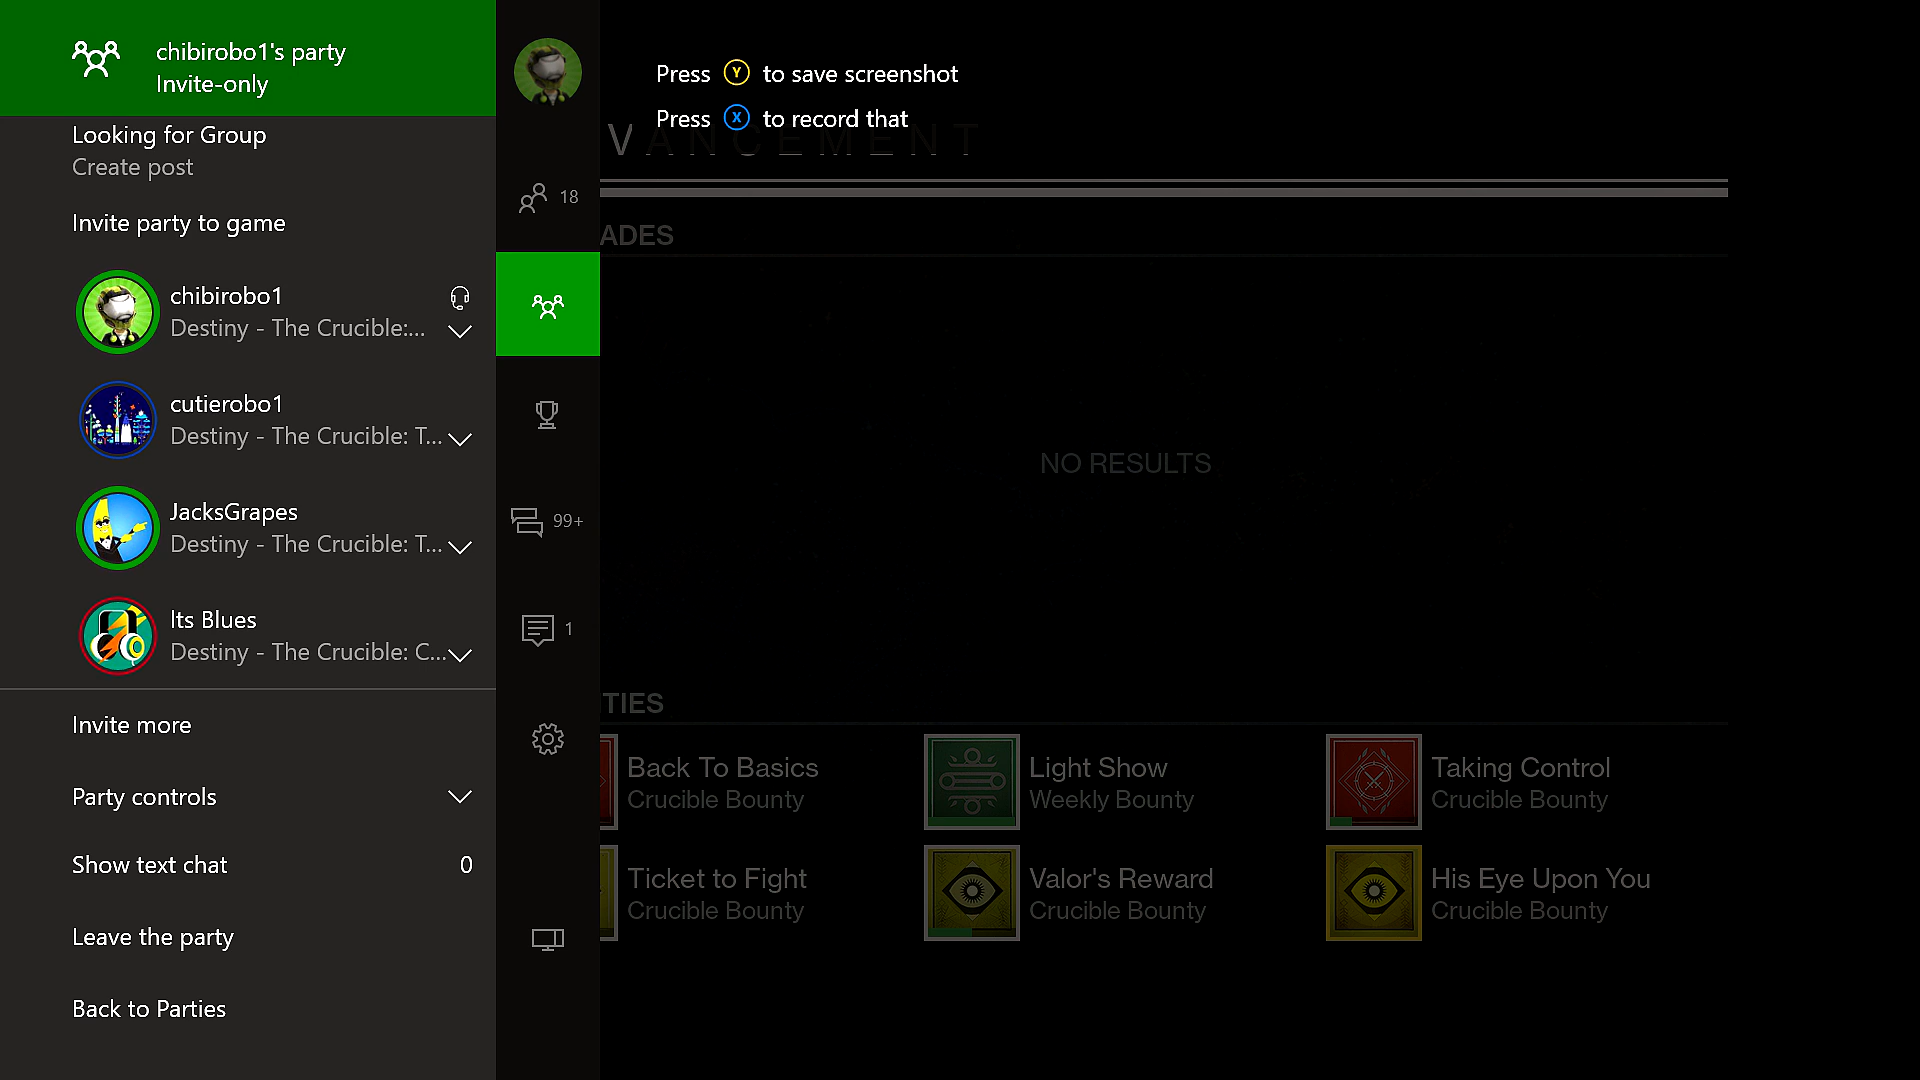 chibirobo1's party
Invite-only
Looking for Group
Create post
Invite party to game
chibirobo1
Destiny - The Crucible:...
cutierobo1
Destiny - The Crucible: T...
JacksGrapes
Destiny - The Crucible: T...
Its Blues
Destiny - The Crucible: C...
Invite more
Party controls
Show text chat 0
Leave the party
Back to Parties
18
99+
1
Press Y to save screenshot
Press X to record that
VANCEMENT
ADES
NO RESULTS
TIES
Back To Basics
Crucible Bounty
Light Show
Weekly Bounty
Taking Control
Crucible Bounty
Ticket to Fight
Crucible Bounty
Valor's Reward
Crucible Bounty
His Eye Upon You
Crucible Bounty